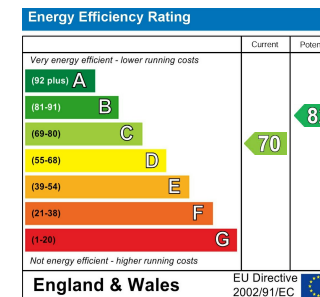 Energy Efficiency Rating
Current
Very energy efficient - lower running costs
(92 plus) A
(81-91) B
(69-80) C
70
(55-68) D
(39-54) E
(21-38) F
(1-20) G
Not energy efficient - higher running costs
England & Wales
EU Directive
2002/91/EC